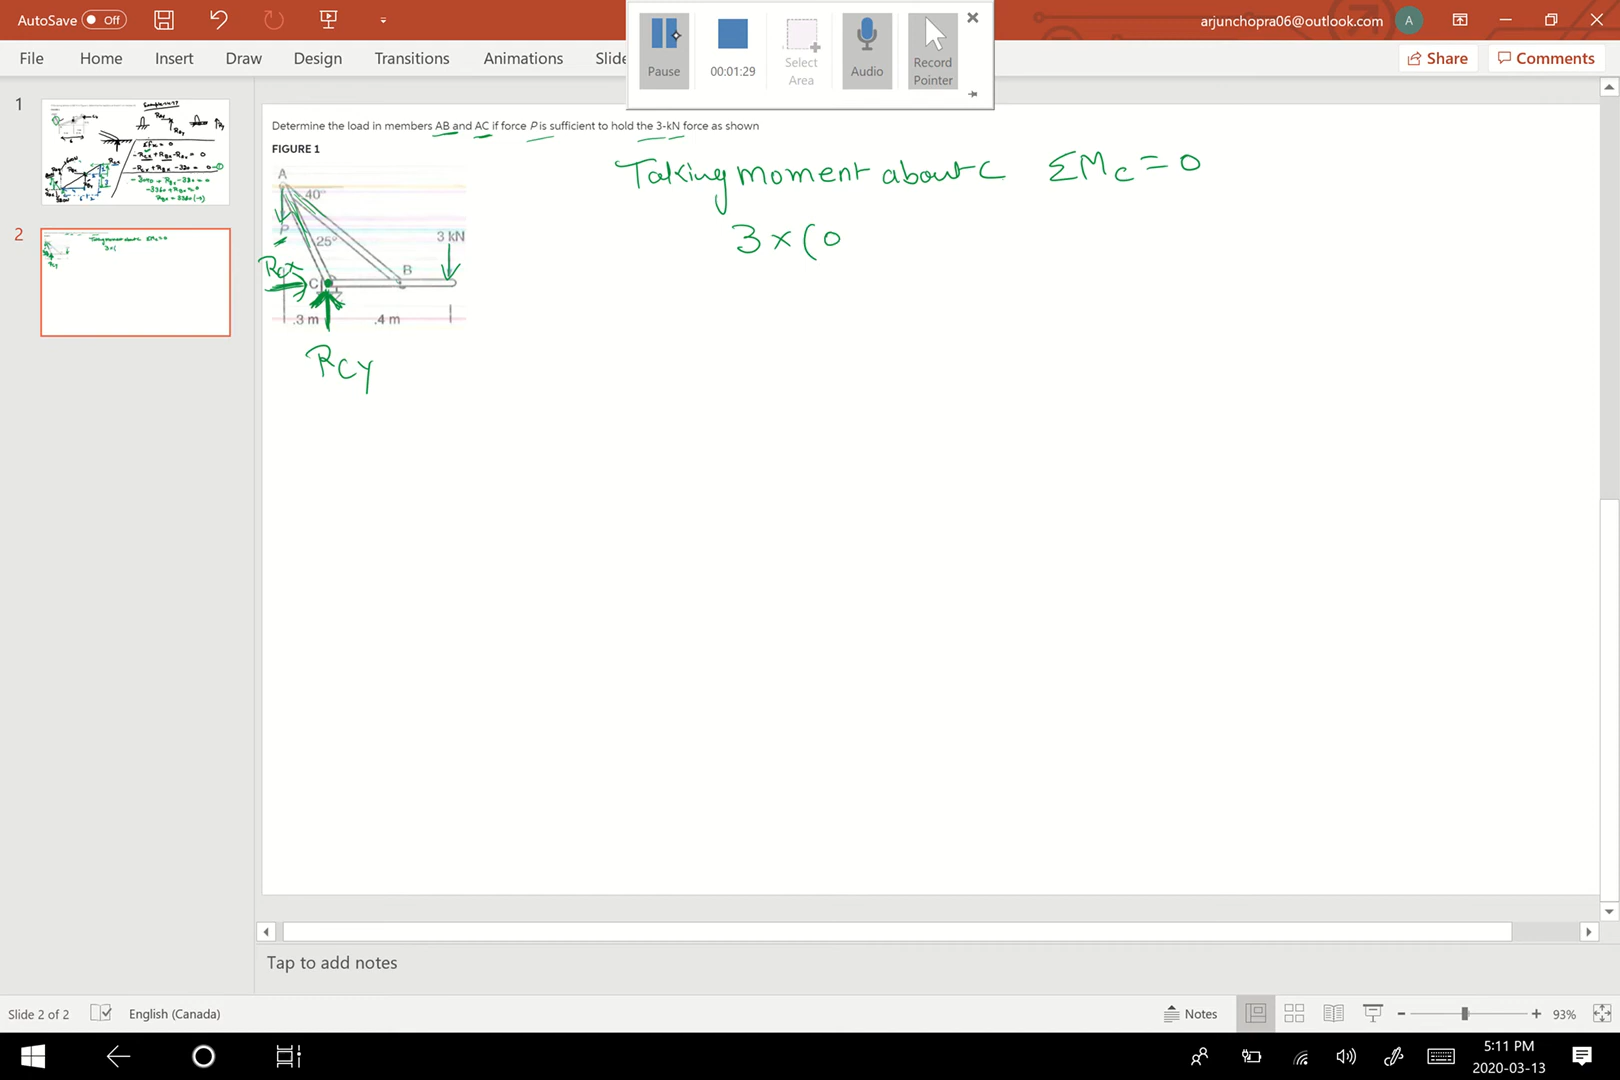 AutoSave Off
Pause
00:01:29
Select Area
Audio
Record Pointer
arjunchopra06@outlook.com
A
File Home Insert Draw Design Transitions Animations Slide
Share
Comments
1
2
Determine the load in members AB and AC if force P is sufficient to hold the 3-kN force as shown
FIGURE 1
Taking moment about C ΣMc = 0
3 × (0
A
40°
P
25°
3 kN
Rcx
C
B
.3 m
.4 m
RCY
Tap to add notes
Slide 2 of 2
English (Canada)
Notes
93%
5:11 PM
2020-03-13